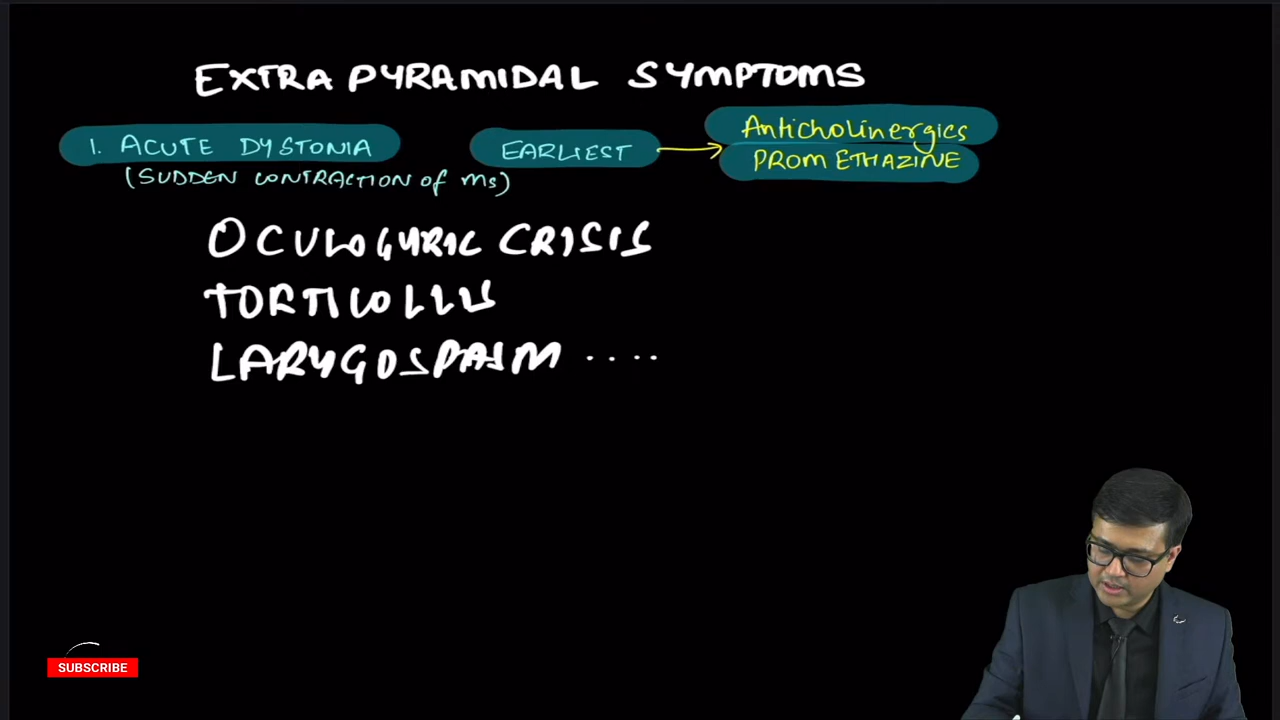 EXTRA PYRAMIDAL SYMPTOMS
1. ACUTE DYSTONIA EARLIEST → Anticholinergics
PROMETHAZINE
(SUDDEN CONTRACTION of ms)
OCULOGYRIC CRISIS
TORTICOLLIS
LARYGOSPASM ....
SUBSCRIBE